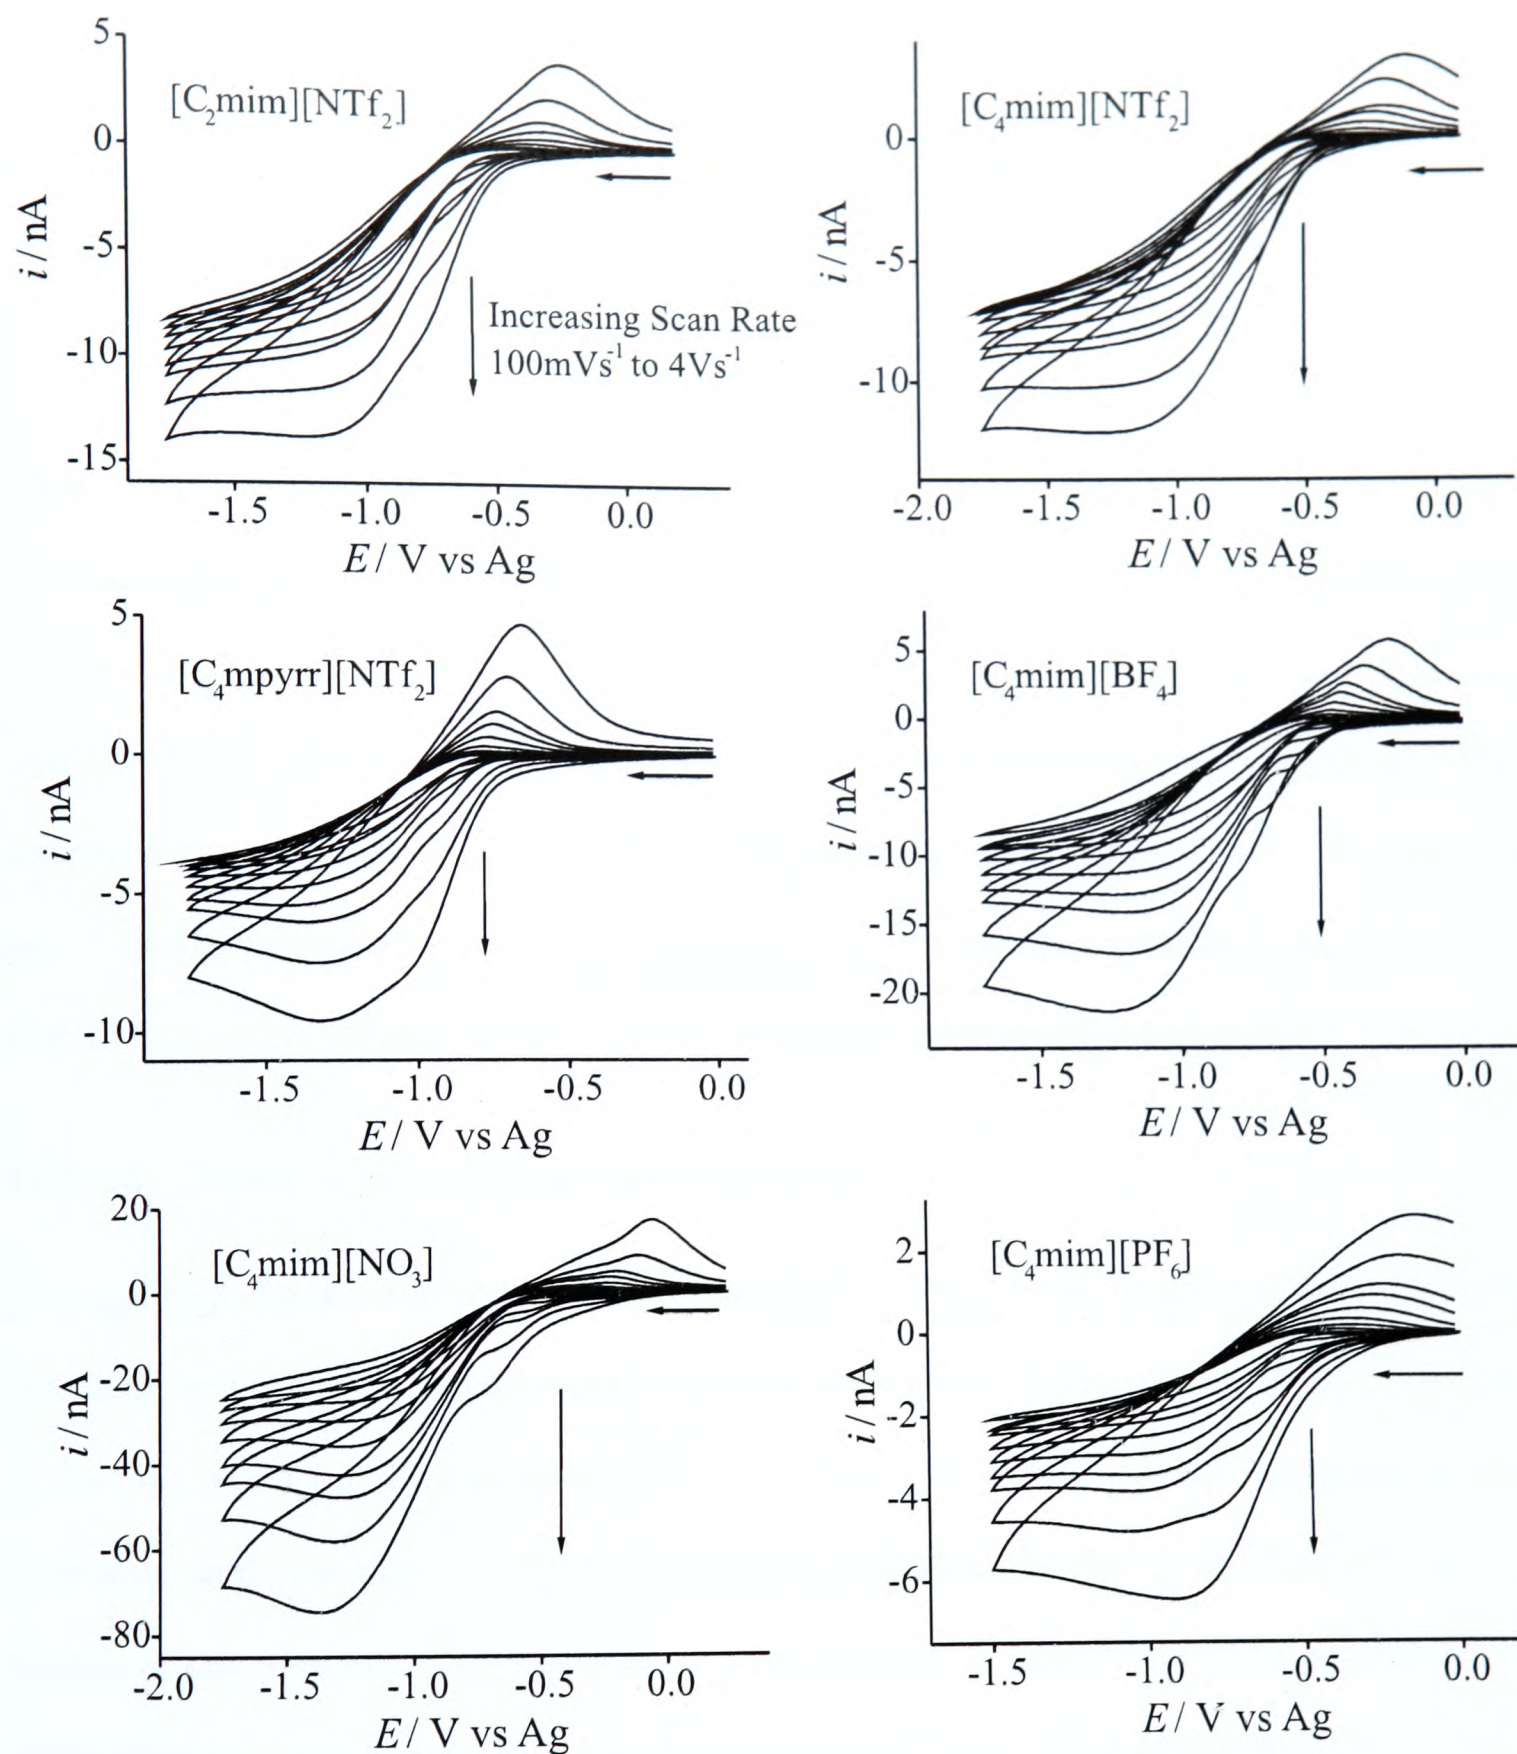 5
0
-5
-10
-15
i / nA
[C₂mim][NTf₂]
Increasing Scan Rate
100mVs⁻¹ to 4Vs⁻¹
-1.5 -1.0 -0.5 0.0
E / V vs Ag
0
-5
-10
i / nA
[C₄mim][NTf₂]
-2.0 -1.5 -1.0 -0.5 0.0
E / V vs Ag
5
0
-5
-10
i / nA
[C₄mpyrr][NTf₂]
-1.5 -1.0 -0.5 0.0
E / V vs Ag
5
0
-5
-10
-15
-20
i / nA
[C₄mim][BF₄]
-1.5 -1.0 -0.5 0.0
E / V vs Ag
20
0
-20
-40
-60
-80
i / nA
[C₄mim][NO₃]
-2.0 -1.5 -1.0 -0.5 0.0
E / V vs Ag
2
0
-2
-4
-6
i / nA
[C₄mim][PF₆]
-1.5 -1.0 -0.5 0.0
E / V vs Ag